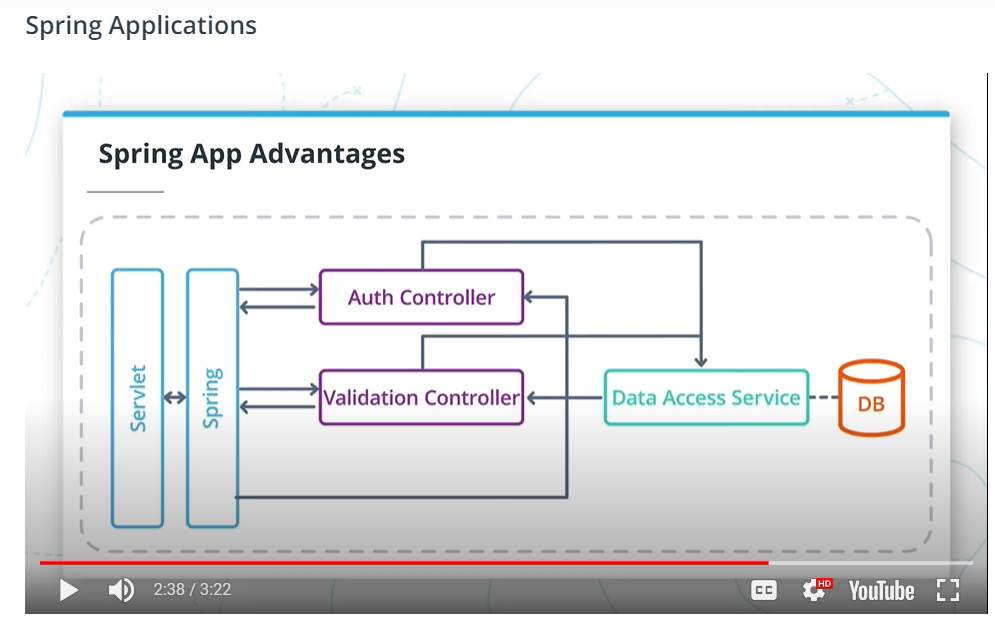 Spring Applications
Spring App Advantages
Servlet
Spring
Auth Controller
Validation Controller
Data Access Service
DB
2:38 / 3:22
CC
HD
YouTube